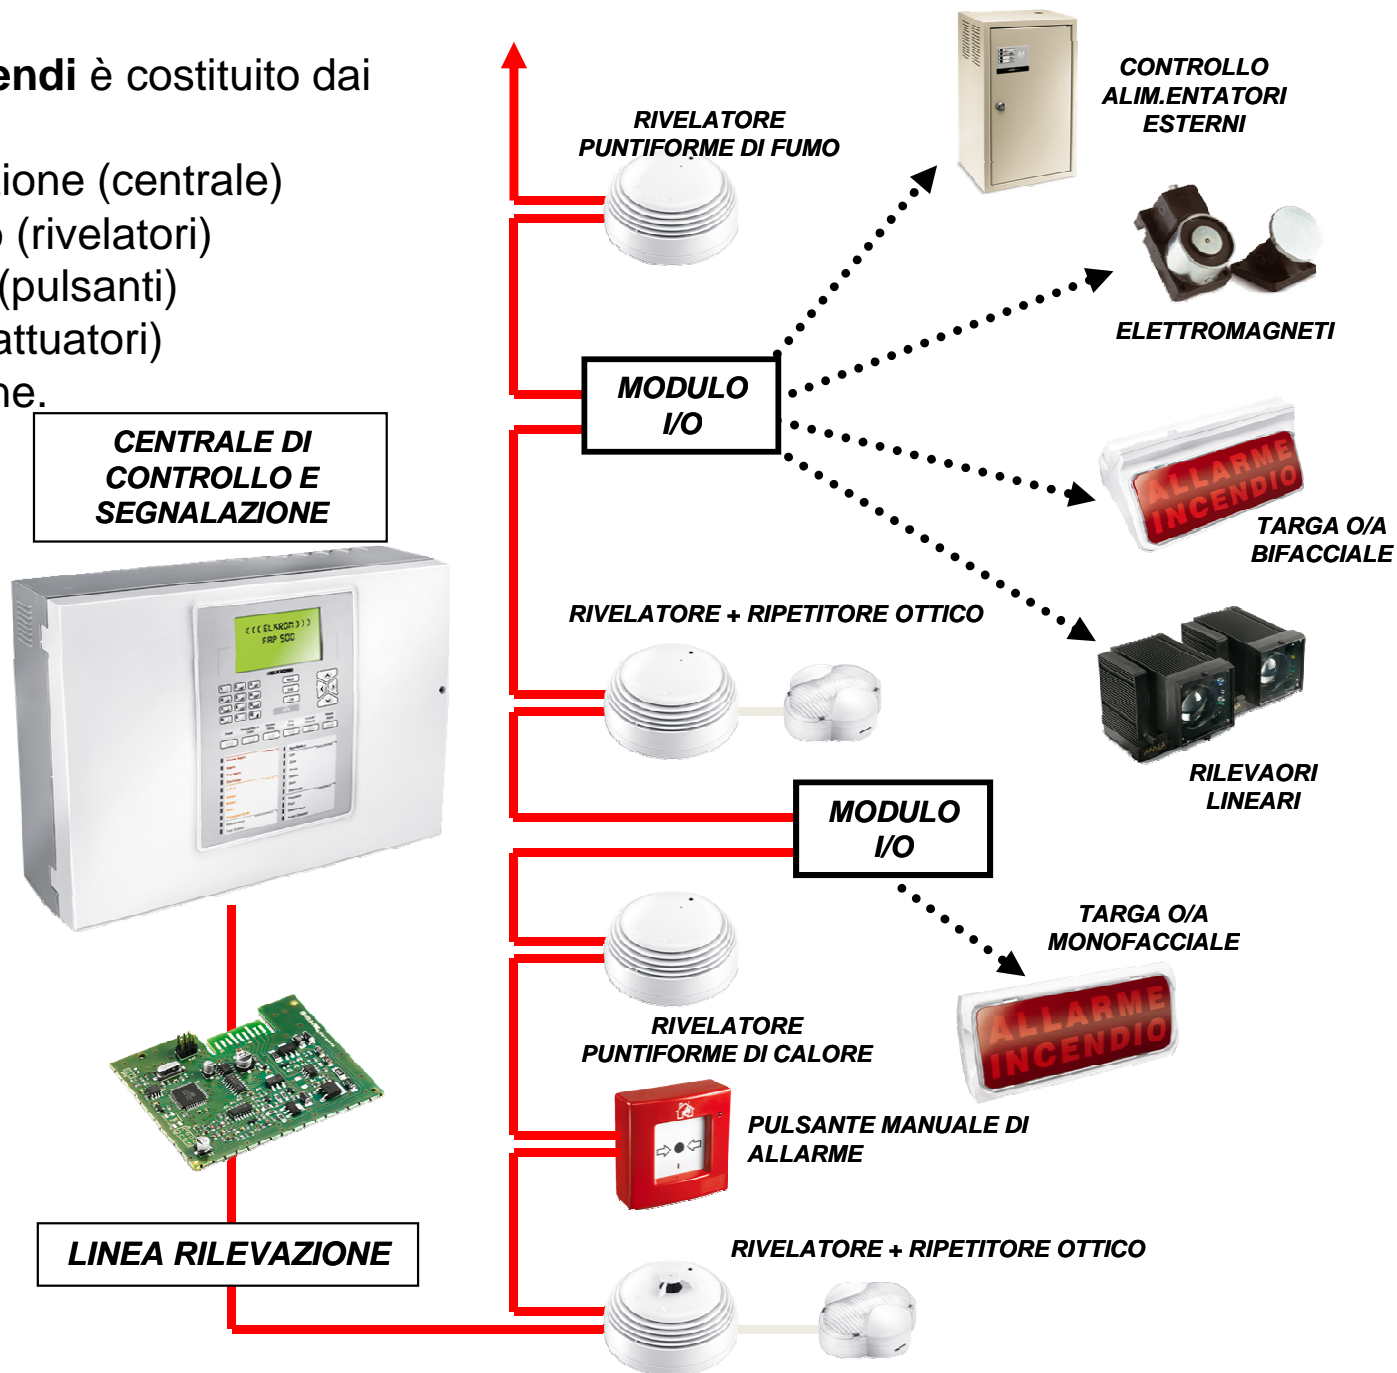 endi è costituito dai
zione (centrale)
o (rivelatori)
(pulsanti)
attuatori)
ne.
CENTRALE DI
CONTROLLO E
SEGNALAZIONE
RIVELATORE
PUNTIFORME DI FUMO
CONTROLLO
ALIM.ENTATORI
ESTERNI
ELETTROMAGNETI
MODULO
I/O
ALLARME
INCENDIO
TARGA O/A
BIFACCIALE
RIVELATORE + RIPETITORE OTTICO
RILEVAORI
LINEARI
MODULO
I/O
TARGA O/A
MONOFACCIALE
ALLARME
INCENDIO
RIVELATORE
PUNTIFORME DI CALORE
PULSANTE MANUALE DI
ALLARME
LINEA RILEVAZIONE
RIVELATORE + RIPETITORE OTTICO